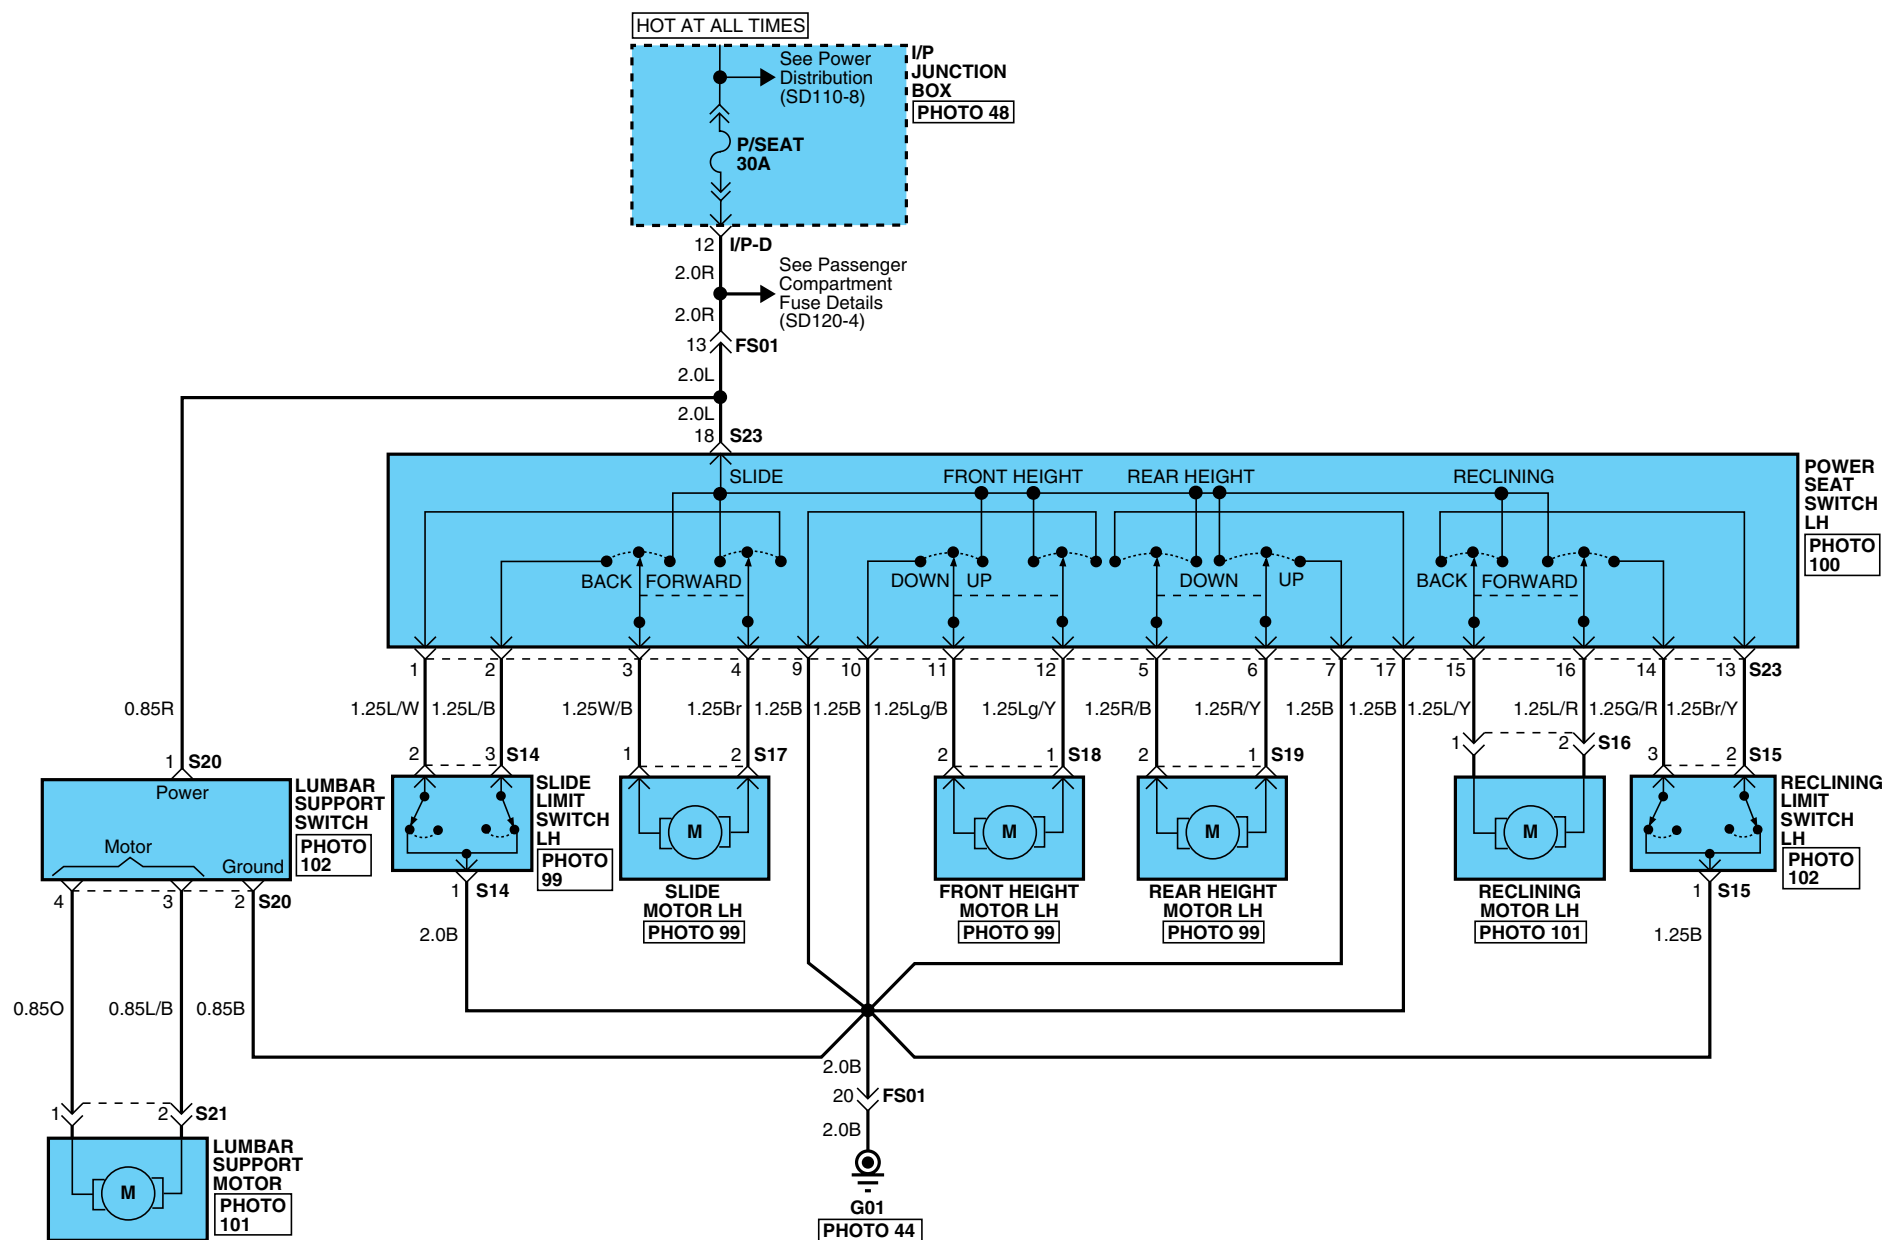 HOT AT ALL TIMES
See Power
Distribution
(SD110-8)
I/P
JUNCTION
BOX
PHOTO 48
P/SEAT
30A
12 I/P-D
2.0R
See Passenger
Compartment
Fuse Details
(SD120-4)
2.0R
13 FS01
2.0L
2.0L
18 S23
SLIDE FRONT HEIGHT REAR HEIGHT RECLINING
POWER
SEAT
SWITCH
LH
PHOTO
100
BACK FORWARD DOWN UP DOWN UP BACK FORWARD
1 2 3 4 9 10 11 12 5 6 7 17 15 16 14 13 S23
0.85R 1.25L/W 1.25L/B 1.25W/B 1.25Br 1.25B 1.25B 1.25Lg/B 1.25Lg/Y 1.25R/B 1.25R/Y 1.25B 1.25B 1.25L/Y 1.25L/R 1.25G/R 1.25Br/Y
1 2 S16
1 S20 2 3 S14 1 2 S17 2 1 S18 2 1 S19 3 2 S15
Power
Motor
Ground
LUMBAR
SUPPORT
SWITCH
PHOTO
102
SLIDE
LIMIT
SWITCH
LH
PHOTO
99
M
M
M
M
RECLINING
LIMIT
SWITCH
LH
PHOTO
102
4 3 2 S20
1 S14
1 S15
SLIDE
MOTOR LH
PHOTO 99
FRONT HEIGHT
MOTOR LH
PHOTO 99
REAR HEIGHT
MOTOR LH
PHOTO 99
RECLINING
MOTOR LH
PHOTO 101
2.0B
1.25B
0.85O 0.85L/B 0.85B
2.0B
20 FS01
2.0B
1 2 S21
LUMBAR
SUPPORT
MOTOR
PHOTO
101
M
G01
PHOTO 44